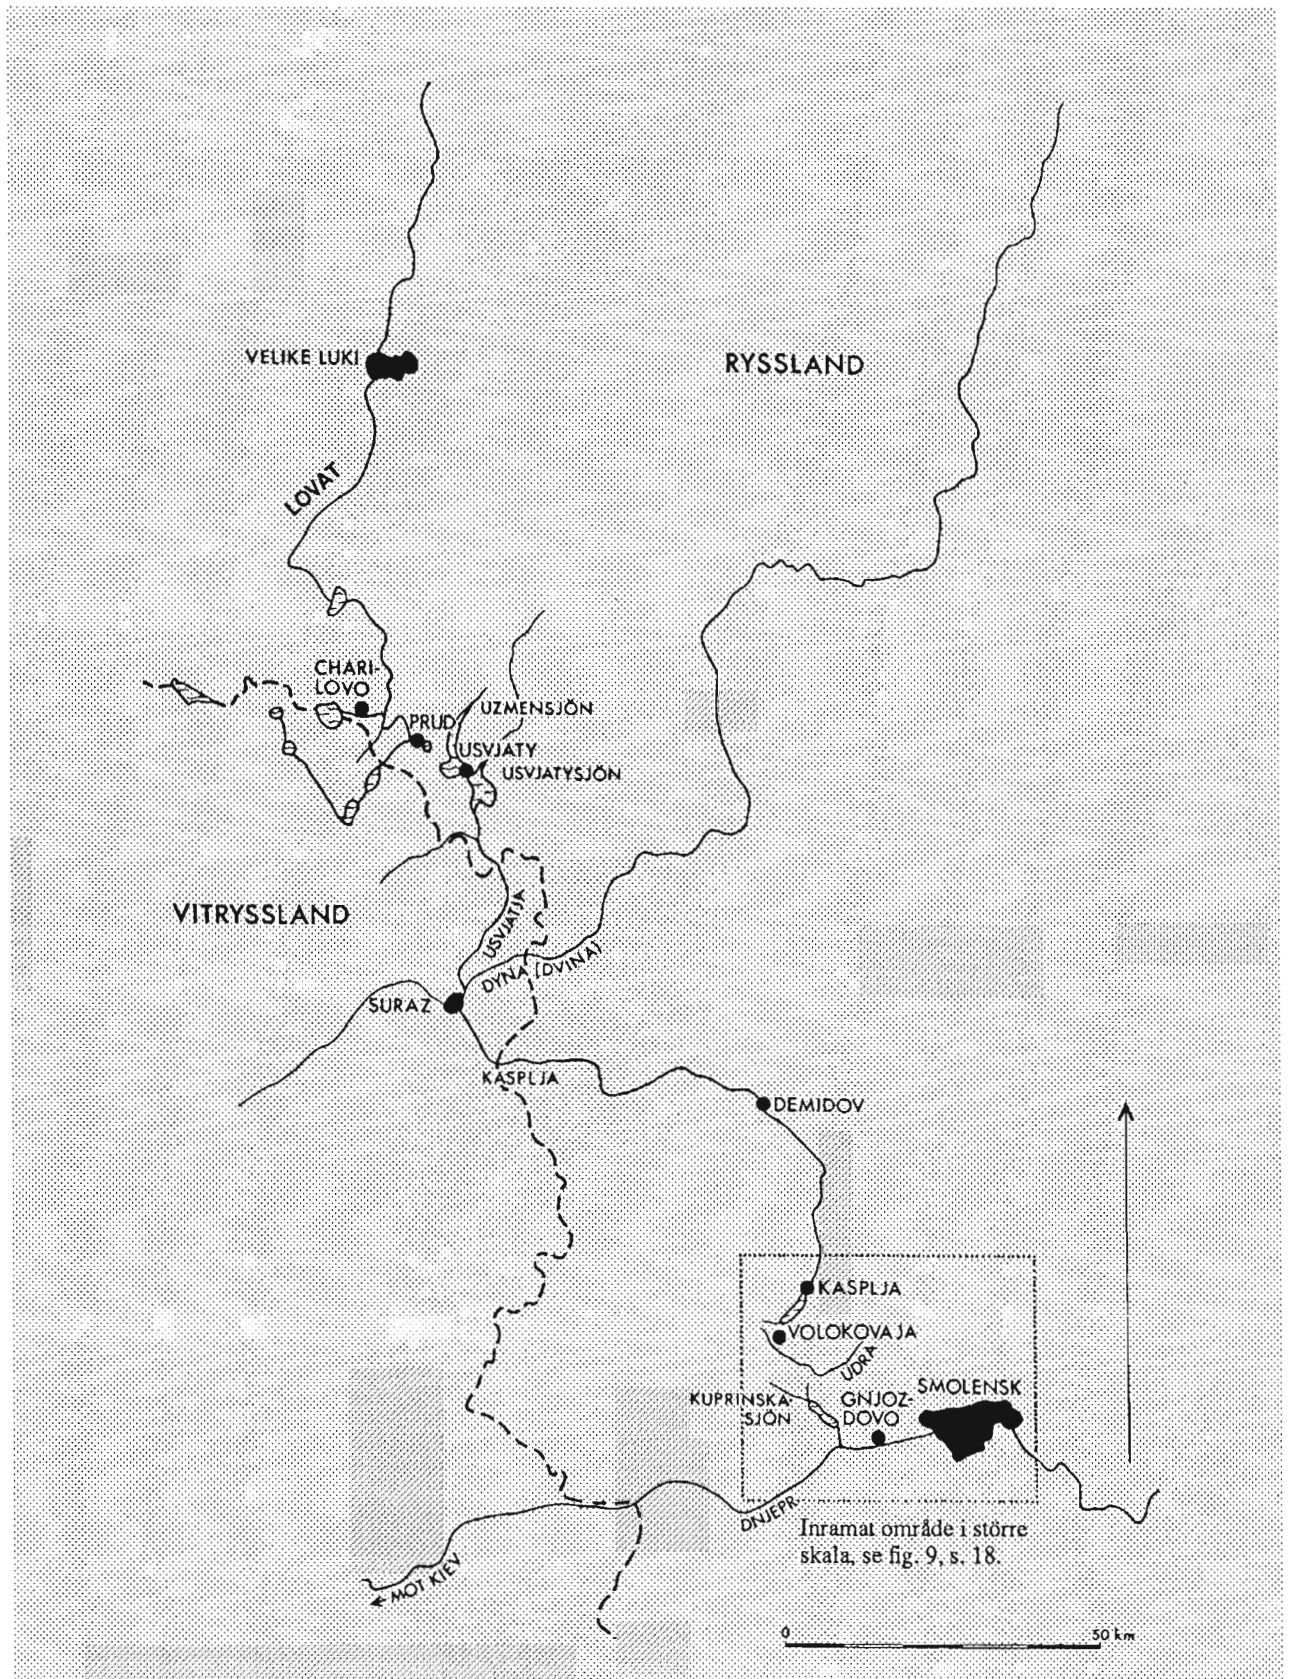 VELIKE LUKI
RYSSLAND
LOVAT
CHARI-
LOVO
PRUD
UZMENSJÖN
USVJATY
USVJATYSJÖN
VITRYSSLAND
USVJATJA
DYNA (DVINA)
SURAZ
KASPLJA
DEMIDOV
KASPLJA
VOLOKOVAJA
UDRA
KUPRINSKA-
SJÖN
GNJOZ-
DOVO
SMOLENSK
DNJEPR
Inramat område i större
skala, se fig. 9, s. 18.
MOT KIEV
0
50 km